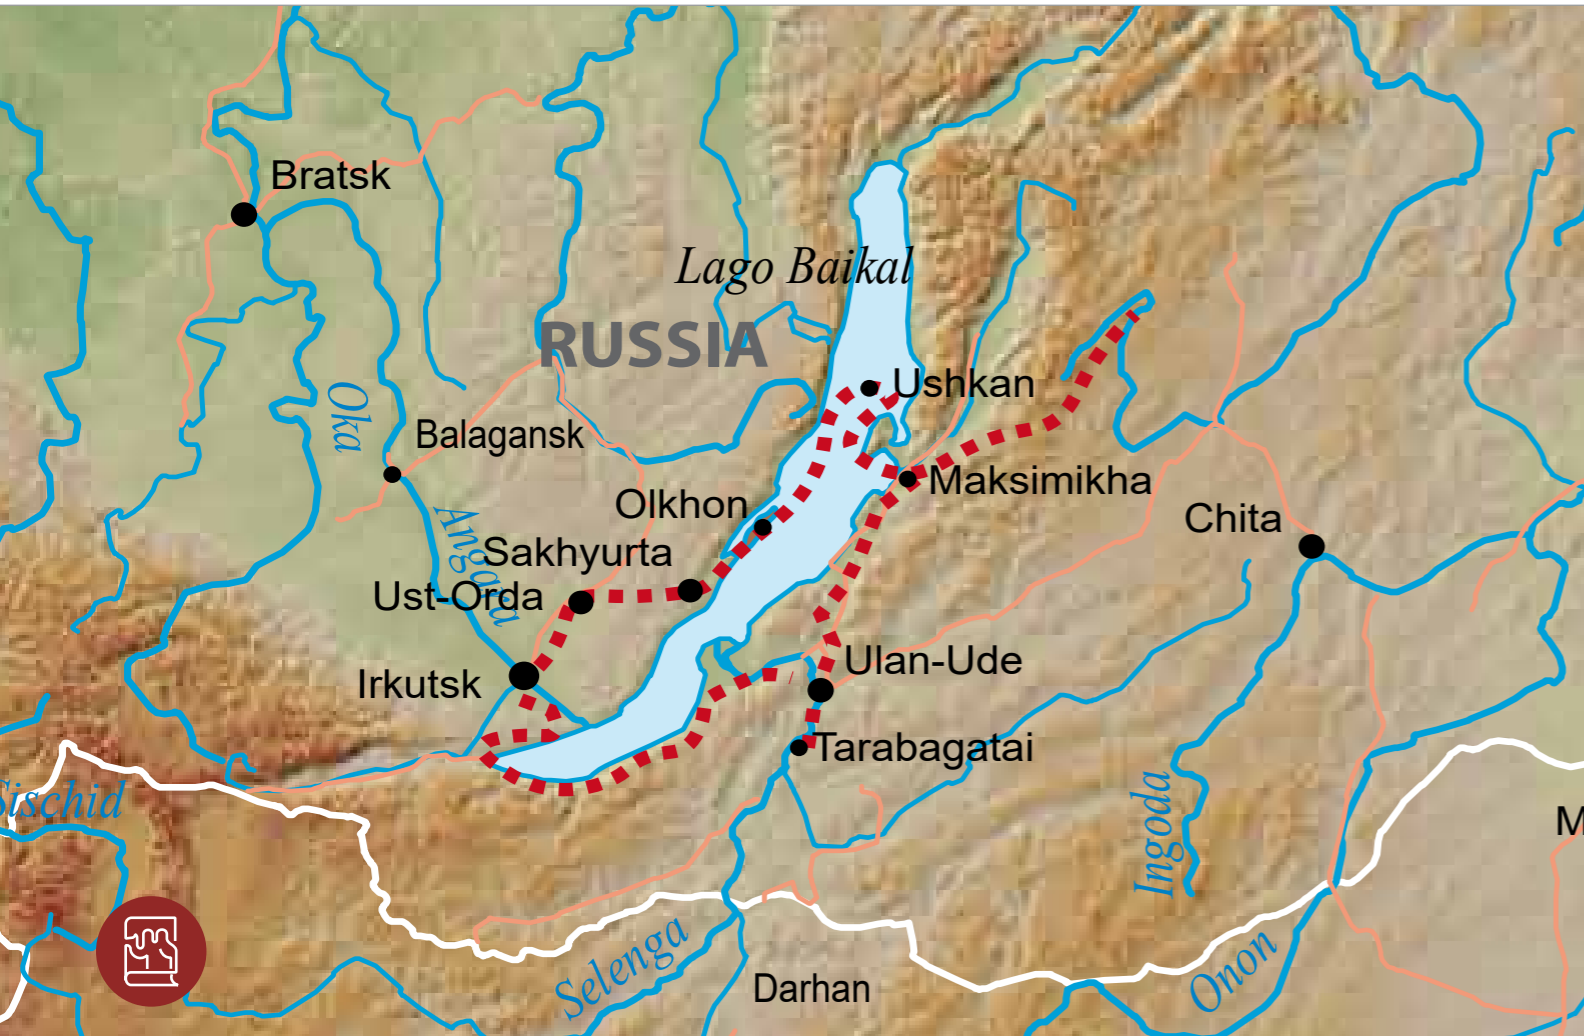 Bratsk
Lago Baikal
RUSSIA
Ushkan
Oka
Balagansk
Maksimikha
Olkhon
Chita
Angara
Sakhyurta
Ust-Orda
Ulan-Ude
Irkutsk
Tarabagatai
Sischid
Ingoda
M
Selenga
Onon
Darhan